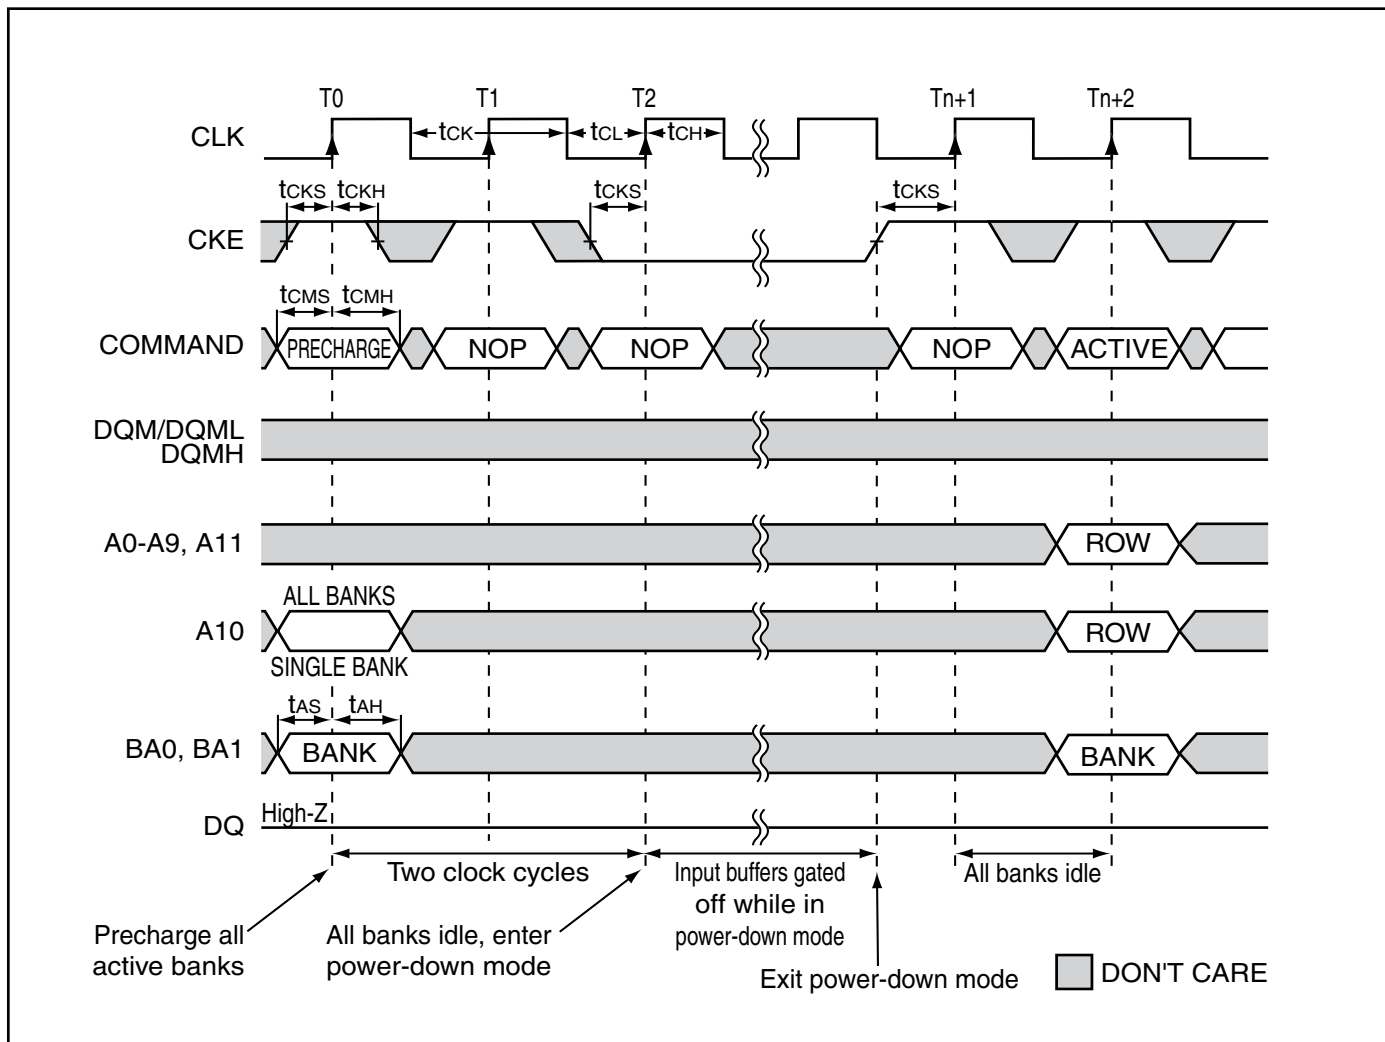 T0 T1 T2 Tn+1 Tn+2
CLK
tCK tCL tCH
tCKS tCKH tCKS tCKS
CKE
tCMS tCMH
COMMAND PRECHARGE NOP NOP NOP ACTIVE
DQM/DQML
DQMH
A0-A9, A11 ROW
ALL BANKS
A10 ROW
SINGLE BANK
tAS tAH
BA0, BA1 BANK BANK
DQ High-Z
Two clock cycles
Input buffers gated
off while in
power-down mode
All banks idle
Precharge all
active banks
All banks idle, enter
power-down mode
Exit power-down mode
DON'T CARE